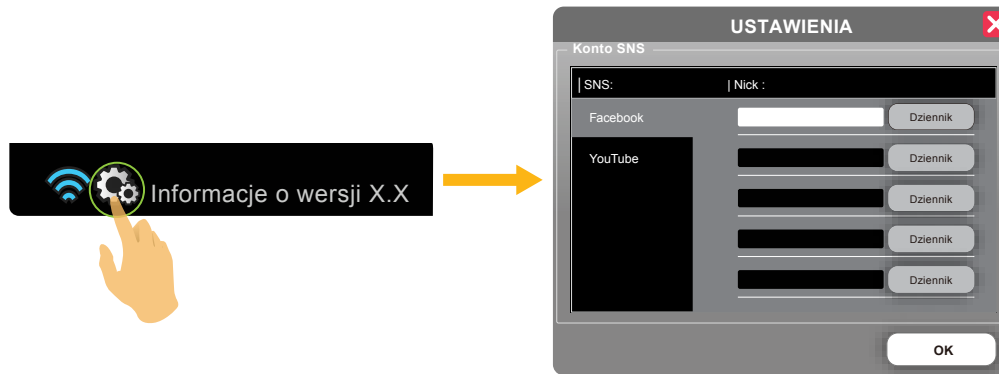 USTAWIENIA
Konto SNS
|SNS: | Nick :
Facebook Dziennik
YouTube Dziennik
Dziennik
Dziennik
Dziennik
OK
Informacje o wersji X.X